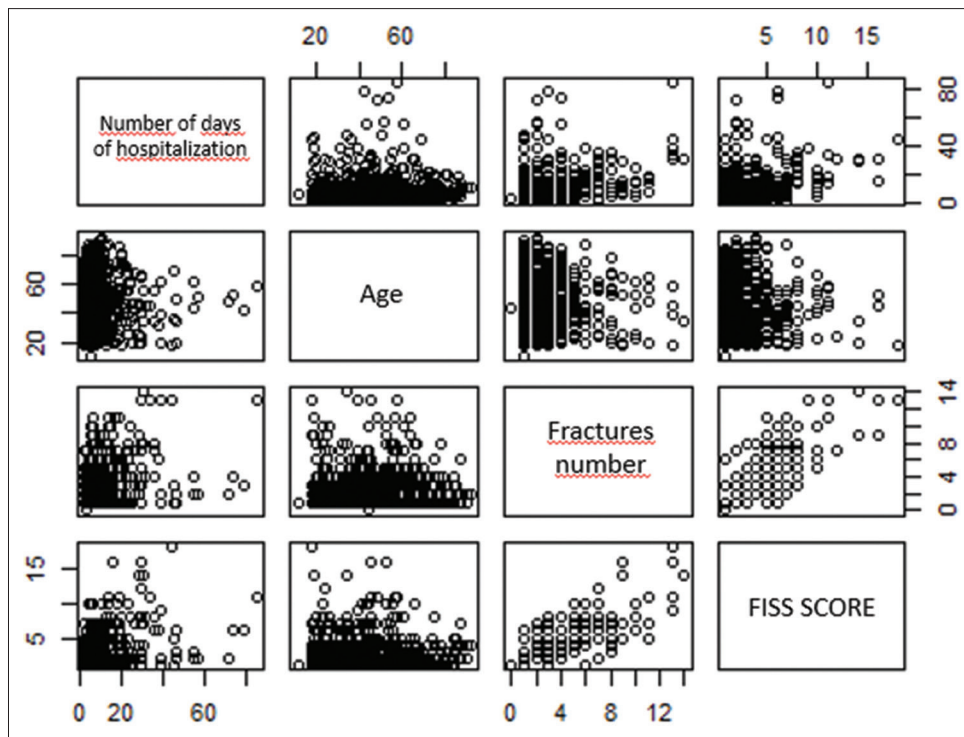 20 60
5 10 15
Number of days
of hospitalization
0 40 80
20 60
Age
Fractures
number
0 4 8 14
5 15
FISS SCORE
0 20 60
0 4 8 12